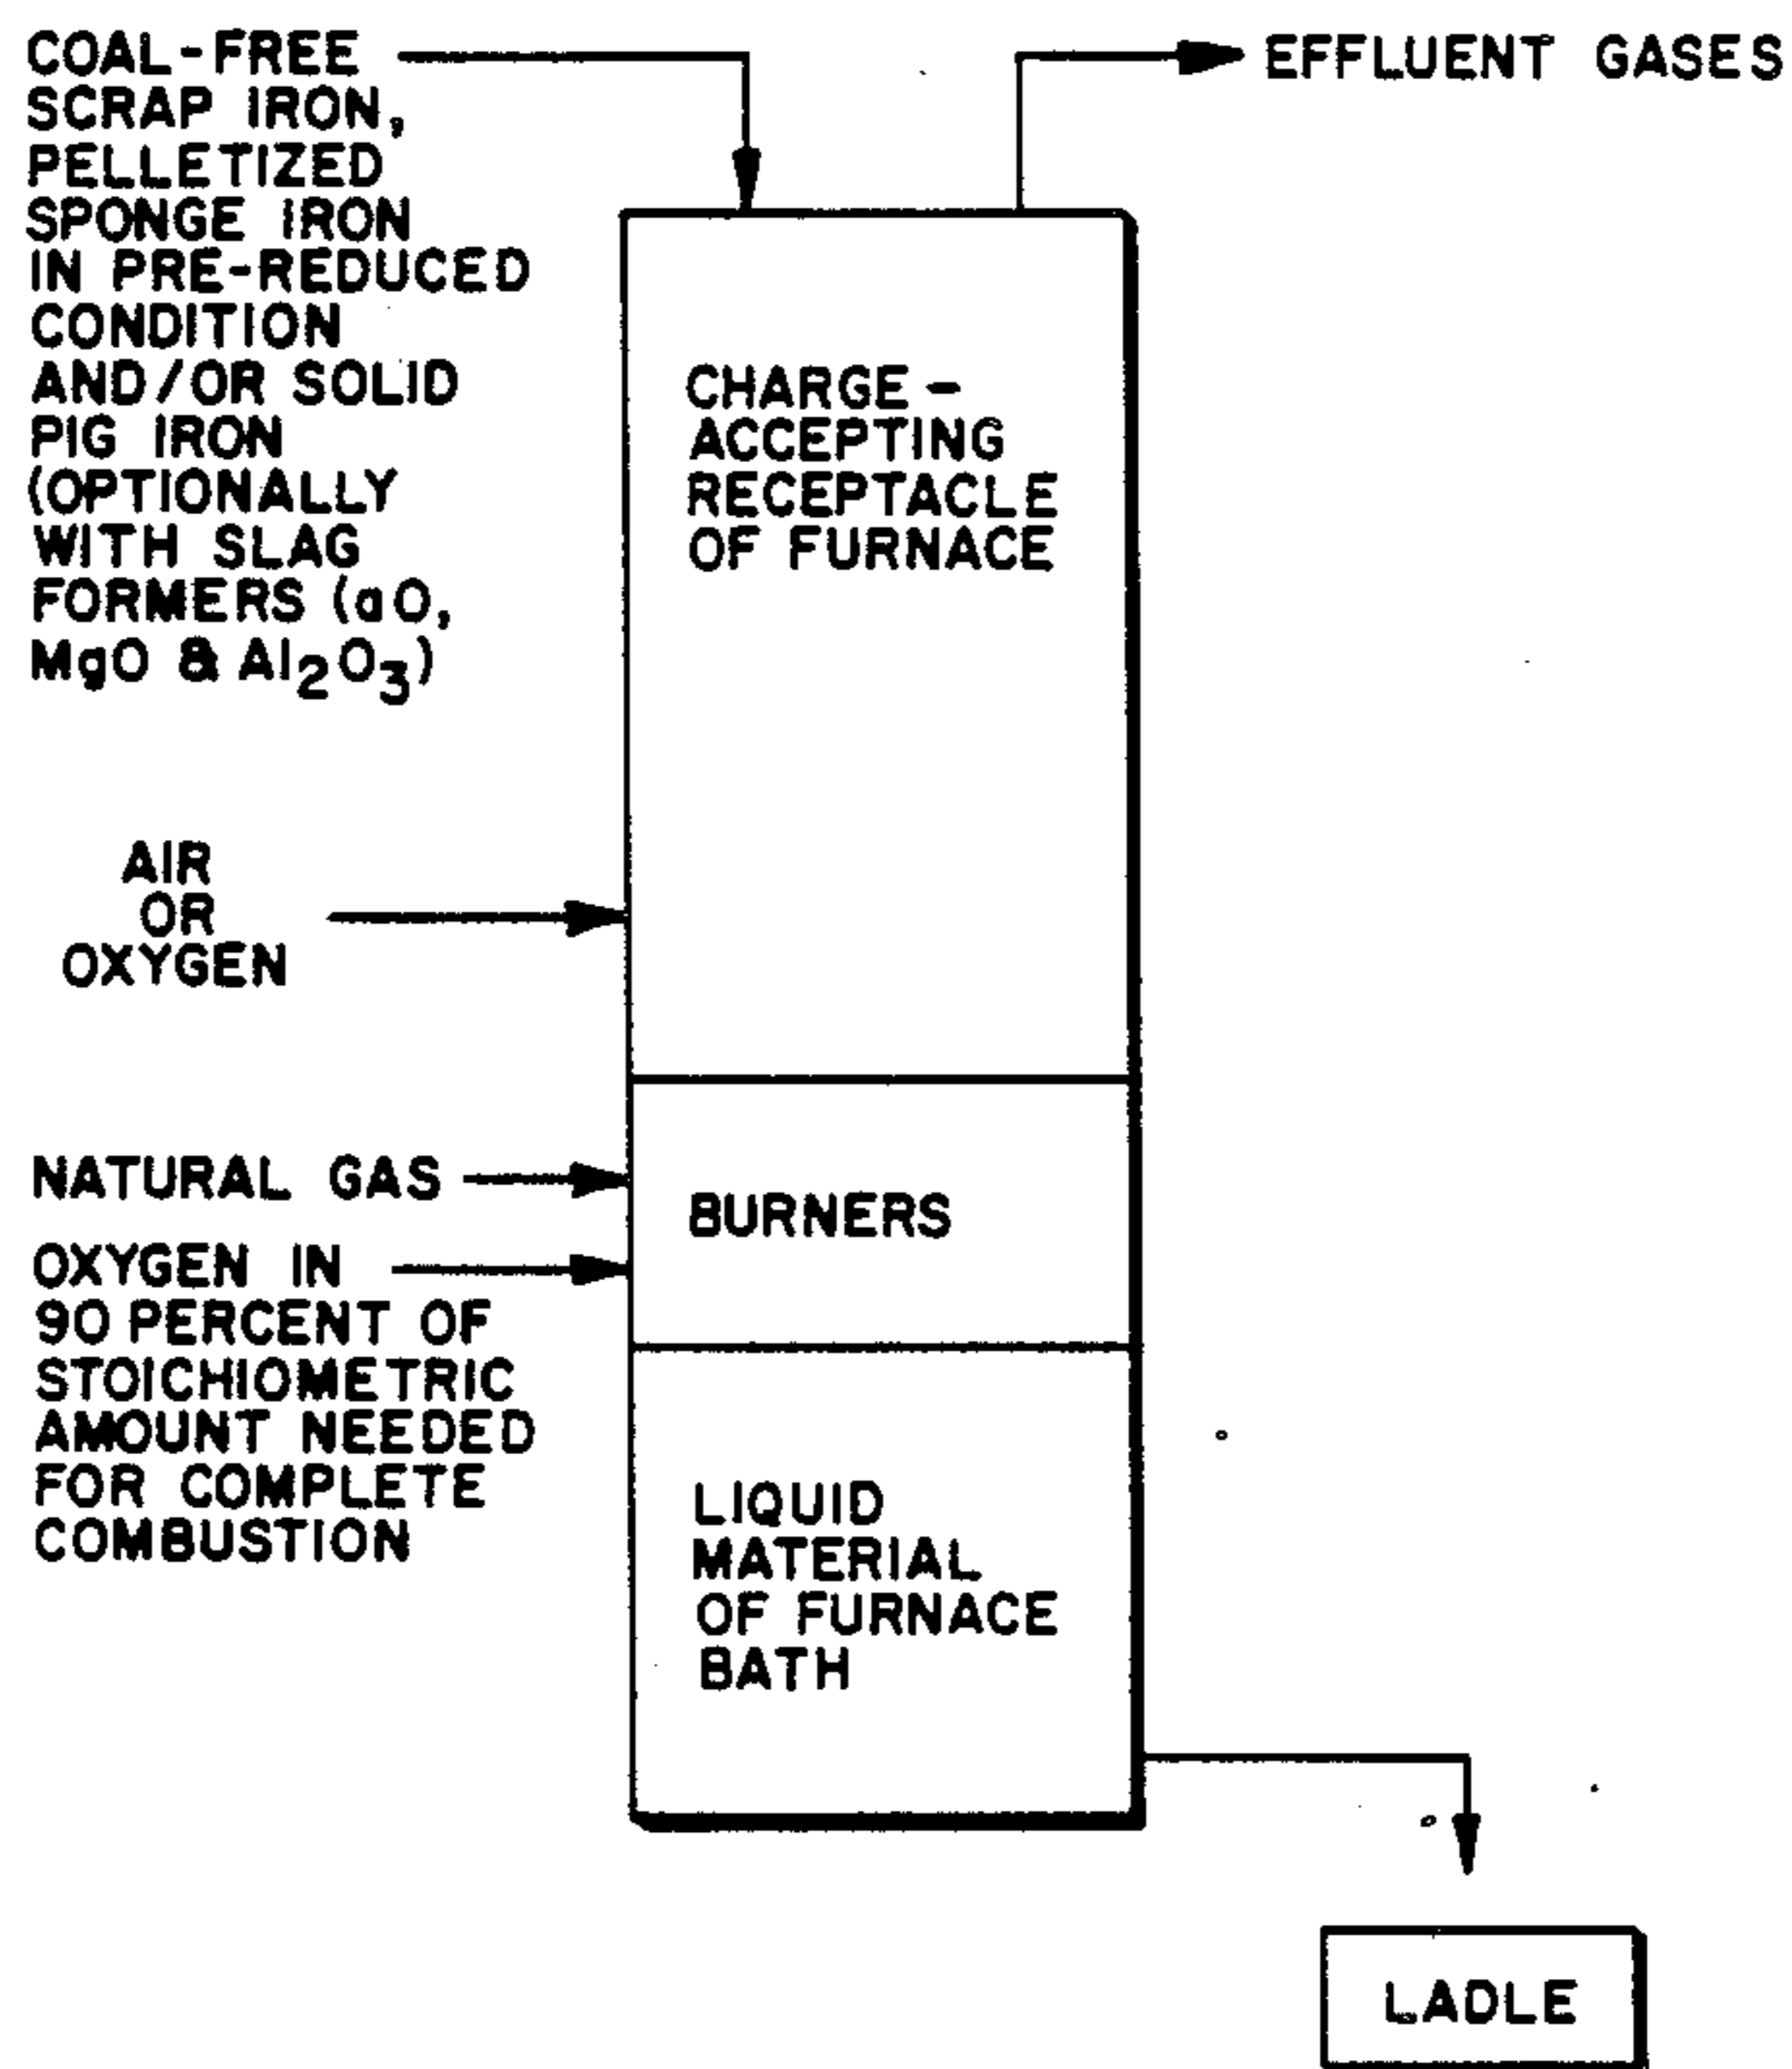 COAL-FREE
SCRAP IRON,
PELLETIZED
SPONGE IRON
IN PRE-REDUCED
CONDITION
AND/OR SOLID
PIG IRON
(OPTIONALLY
WITH SLAG
FORMERS (aO,
MgO & Al₂O₃)
EFFLUENT GASES
CHARGE-
ACCEPTING
RECEPTACLE
OF FURNACE
AIR
OR
OXYGEN
NATURAL GAS
OXYGEN IN
90 PERCENT OF
STOICHIOMETRIC
AMOUNT NEEDED
FOR COMPLETE
COMBUSTION
BURNERS
LIQUID
MATERIAL
OF FURNACE
BATH
LADLE